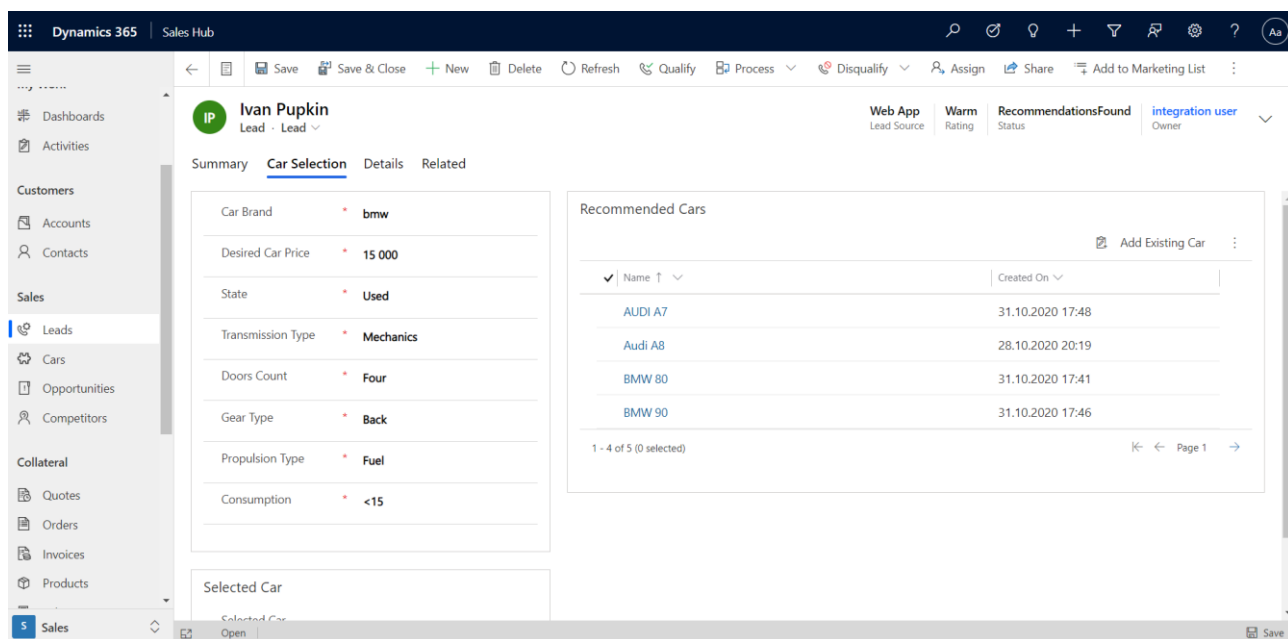 Dynamics 365 Sales Hub Aa
Save Save & Close New Delete Refresh Qualify Process Disqualify Assign Share Add to Marketing List
Dashboards
Activities
Customers
Accounts
Contacts
Sales
Leads
Cars
Opportunities
Competitors
Collateral
Quotes
Orders
Invoices
Products
S Sales
IP Ivan Pupkin
Lead · Lead
Web App
Lead Source
Warm
Rating
RecommendationsFound
Status
integration user
Owner
Summary Car Selection Details Related
Car Brand * bmw
Desired Car Price * 15 000
State * Used
Transmission Type * Mechanics
Doors Count * Four
Gear Type * Back
Propulsion Type * Fuel
Consumption * <15
Selected Car
Selected Car
Recommended Cars
Add Existing Car
Name ↑ Created On
AUDI A7 31.10.2020 17:48
Audi A8 28.10.2020 20:19
BMW 80 31.10.2020 17:41
BMW 90 31.10.2020 17:46
1 - 4 of 5 (0 selected) Page 1
Open Save